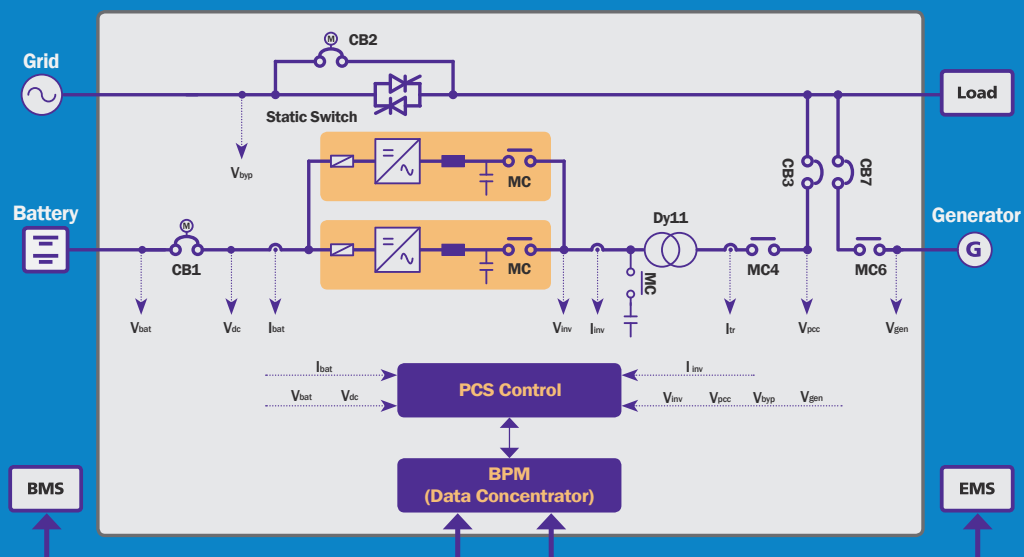 M
CB2
Grid
Load
Static Switch
Vbyp
MC
CB3
CB7
Battery
M
Dy11
Generator
CB1
MC
MC
MC4
MC6
G
Vbat
Vdc
Ibat
Vinv
Iinv
Itr
Vpcc
Vgen
Ibat
PCS Control
I inv
Vbat
Vdc
Vinv
Vpcc
Vbyp
Vgen
BMS
BPM
(Data Concentrator)
EMS